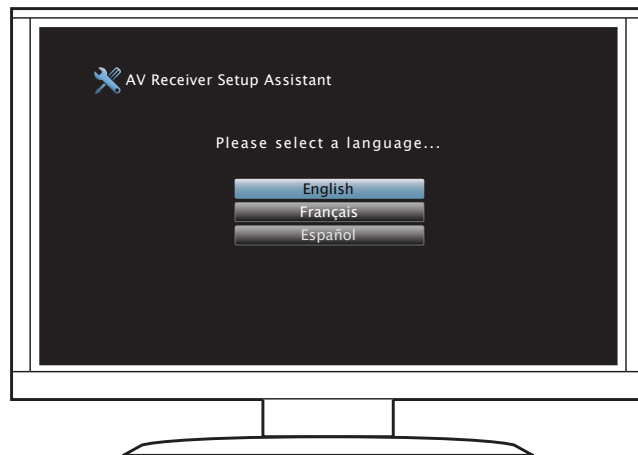 AV Receiver Setup Assistant
Please select a language...
English
Français
Español